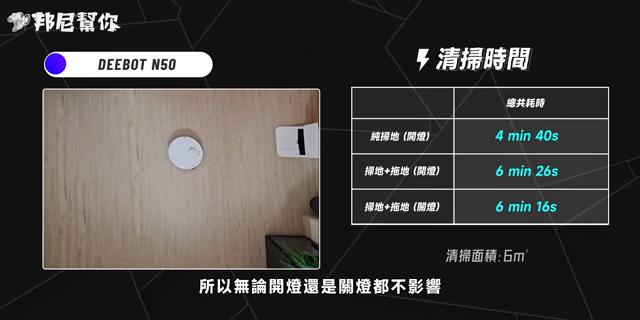 邦尼幫你
DEEBOT N50
清掃時間
總共耗時
純掃地 (開燈) 4 min 40s
掃地+拖地 (開燈) 6 min 26s
掃地+拖地 (關燈) 6 min 16s
清掃面積:6㎡
所以無論開燈還是關燈都不影響